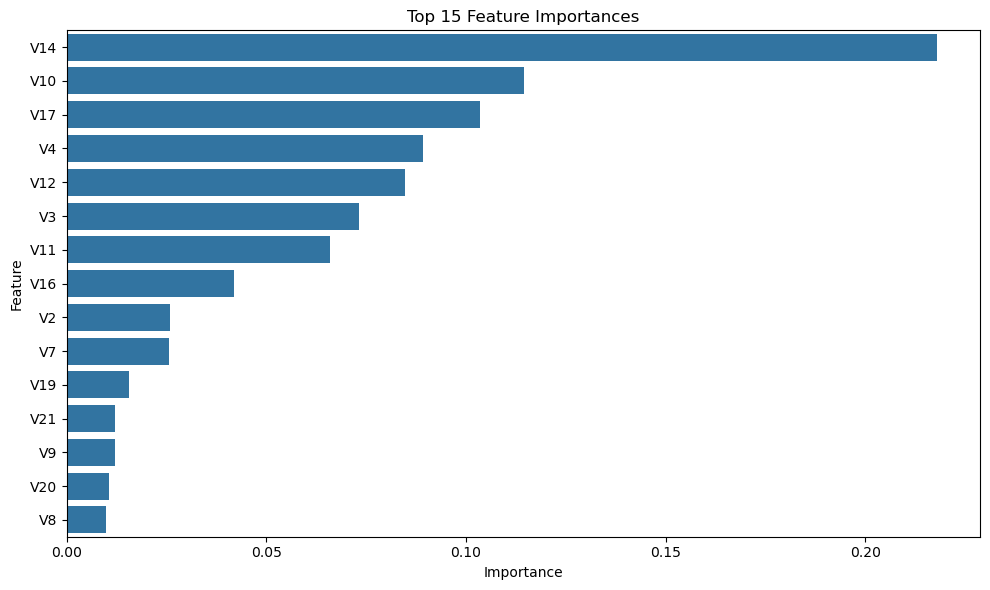 Top 15 Feature Importances
V14
V10
V17
V4
V12
V3
V11
V16
V2
V7
V19
V21
V9
V20
V8
Feature
0.00 0.05 0.10 0.15 0.20
Importance